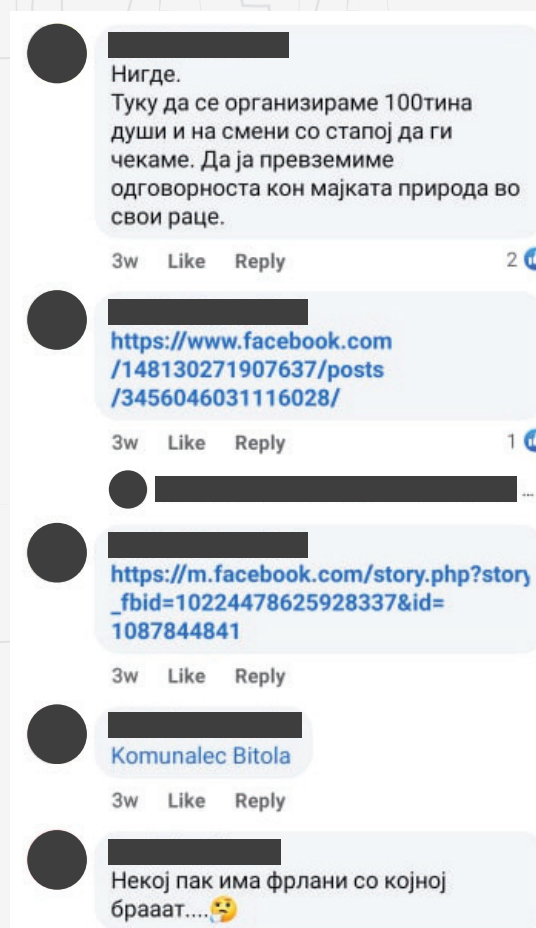 Нигде.
Туку да се организираме 100тина
души и на смени со стапој да ги
чекаме. Да ја превземиме
одговорноста кон мајката природа во
свои раце.
3w Like Reply 2
https://www.facebook.com
/148130271907637/posts
/3456046031116028/
3w Like Reply 1
...
https://m.facebook.com/story.php?story
_fbid=10224478625928337&id=
1087844841
3w Like Reply
Komunalec Bitola
3w Like Reply
Некој пак има фрлани со којној
брааат....🤔